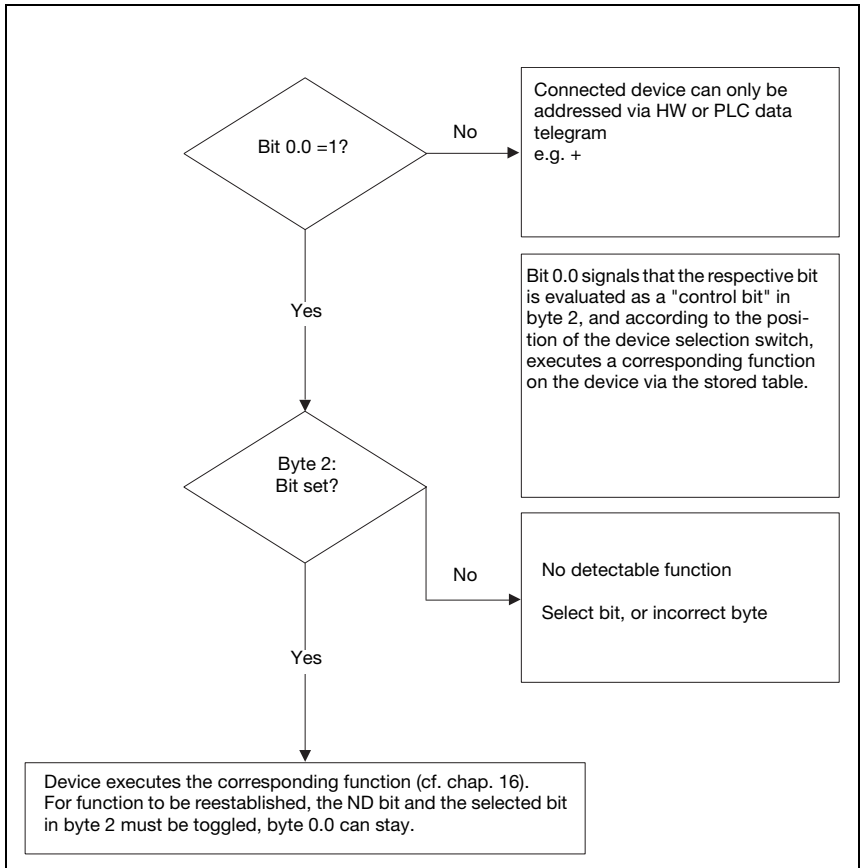 Bit 0.0 =1?
No
Connected device can only be
addressed via HW or PLC data
telegram
e.g. +
Yes
Bit 0.0 signals that the respective bit
is evaluated as a "control bit" in
byte 2, and according to the posi-
tion of the device selection switch,
executes a corresponding function
on the device via the stored table.
Byte 2:
Bit set?
No
No detectable function
Select bit, or incorrect byte
Yes
Device executes the corresponding function (cf. chap. 16).
For function to be reestablished, the ND bit and the selected bit
in byte 2 must be toggled, byte 0.0 can stay.